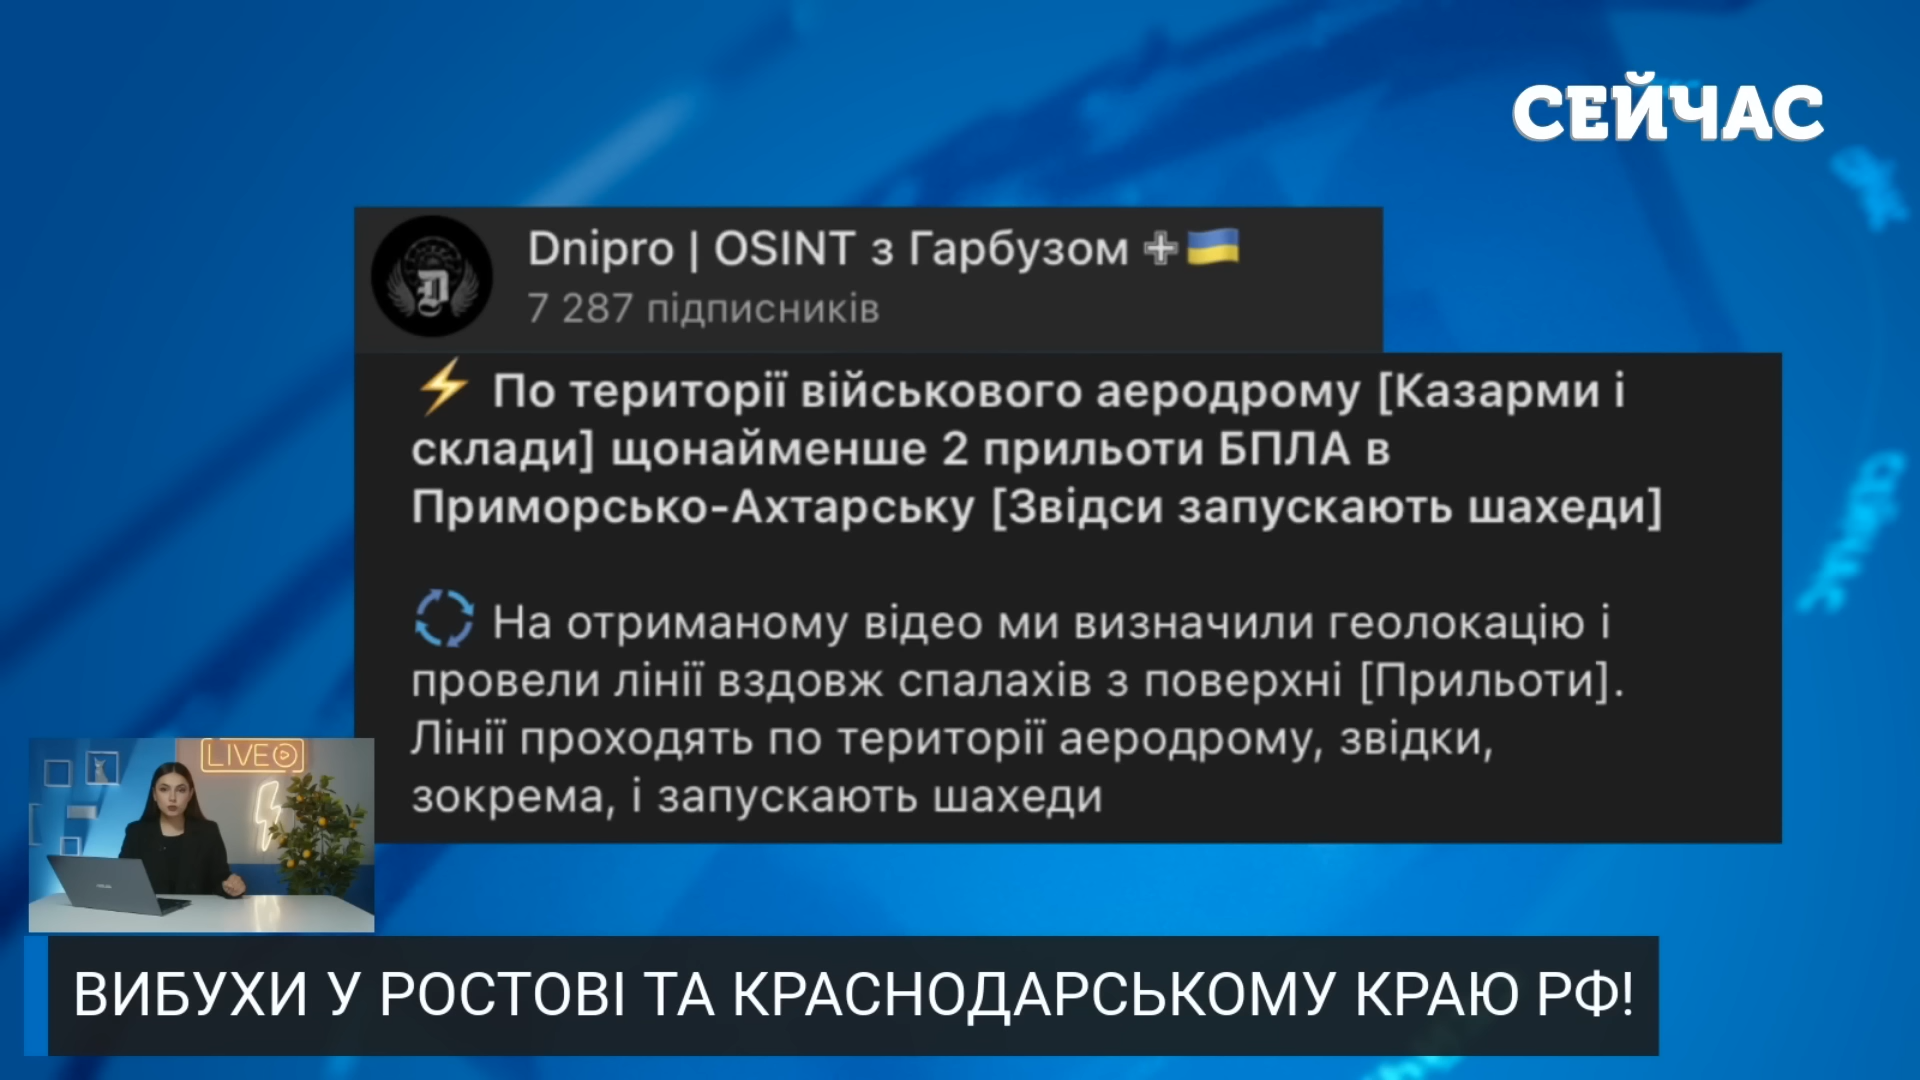 СЕЙЧАС
Dnipro | OSINT з Гарбузом ✙🇺🇦
7 287 підписників
⚡ По території військового аеродрому [Казарми і
склади] щонайменше 2 прильоти БПЛА в
Приморсько-Ахтарську [Звідси запускають шахеди]
🔄 На отриманому відео ми визначили геолокацію і
провели лінії вздовж спалахів з поверхні [Прильоти].
Лінії проходять по території аеродрому, звідки,
зокрема, і запускають шахеди
LIVE
ВИБУХИ У РОСТОВІ ТА КРАСНОДАРСЬКОМУ КРАЮ РФ!